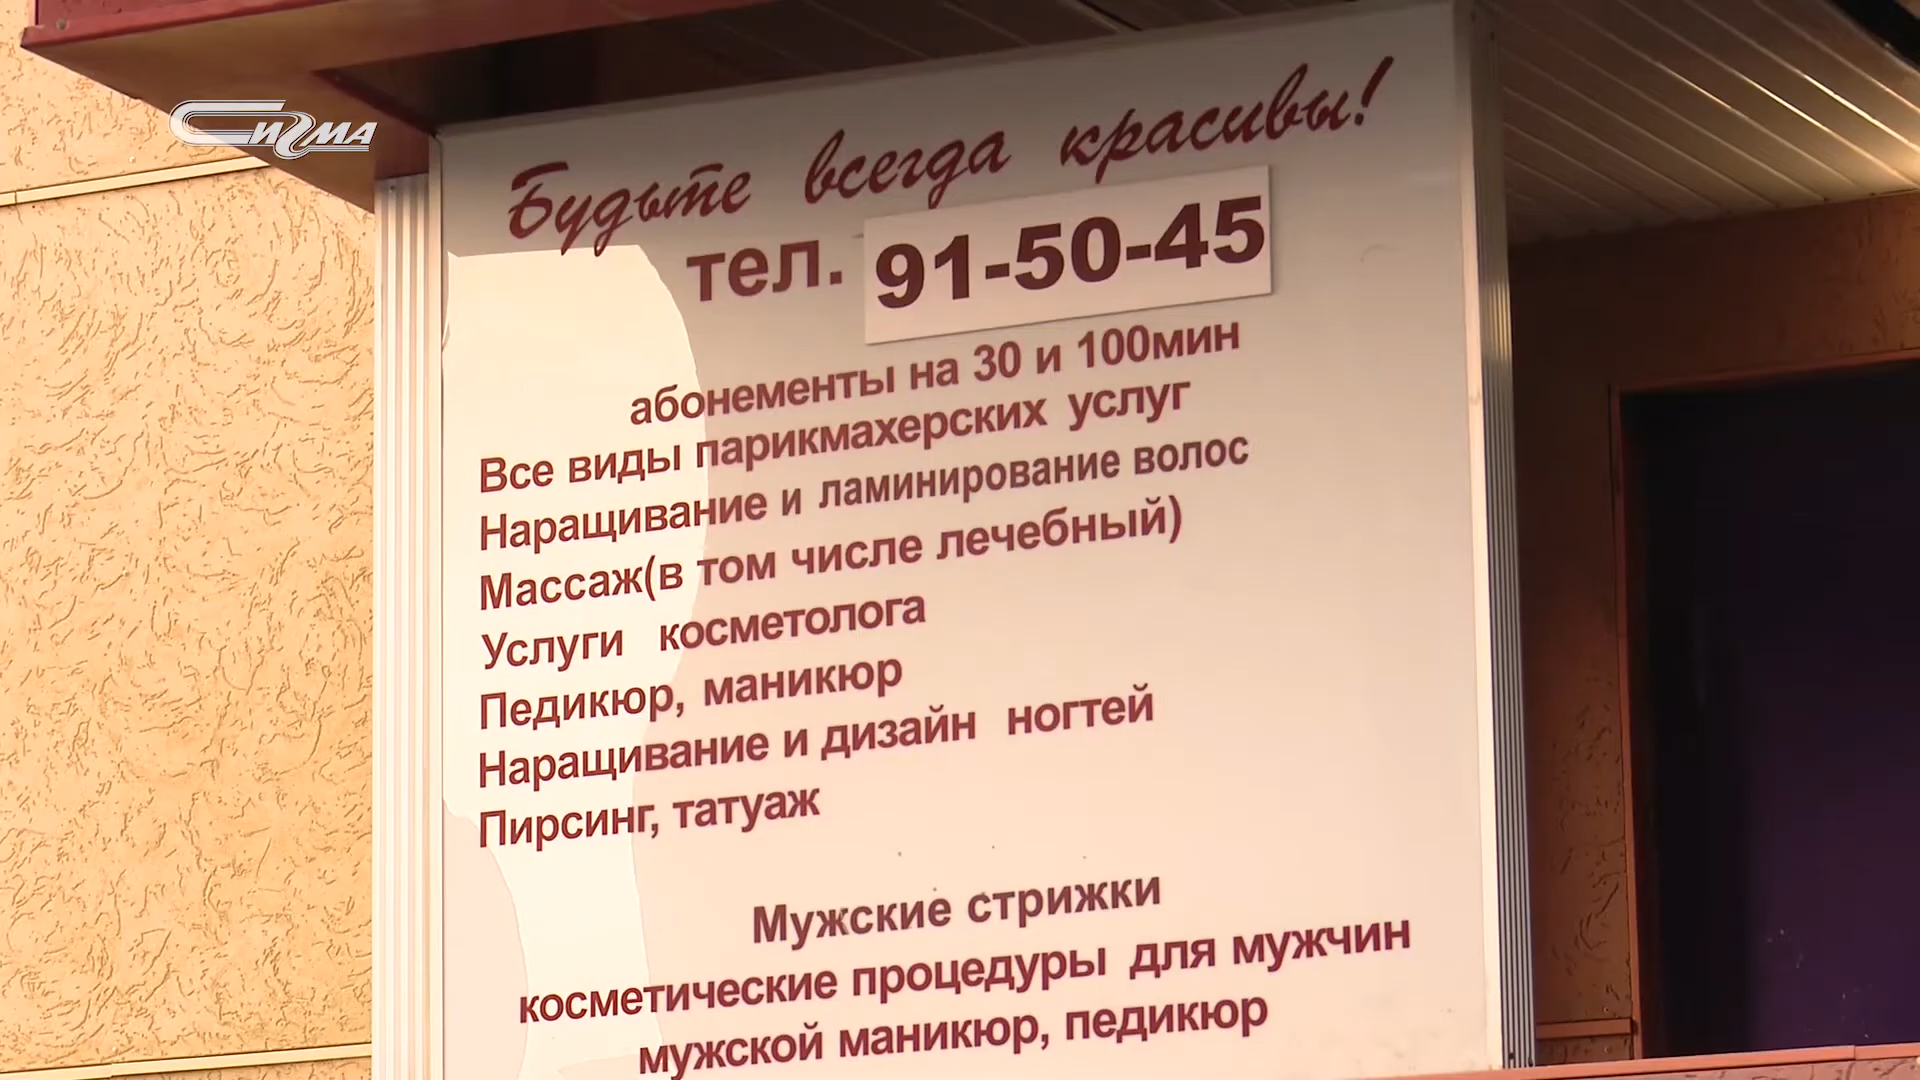 СИГМА
Будьте всегда красивы!
тел. 91-50-45
абонементы на 30 и 100мин
Все виды парикмахерских услуг
Наращивание и ламинирование волос
Массаж(в том числе лечебный)
Услуги косметолога
Педикюр, маникюр
Наращивание и дизайн ногтей
Пирсинг, татуаж
Мужские стрижки
косметические процедуры для мужчин
мужской маникюр, педикюр